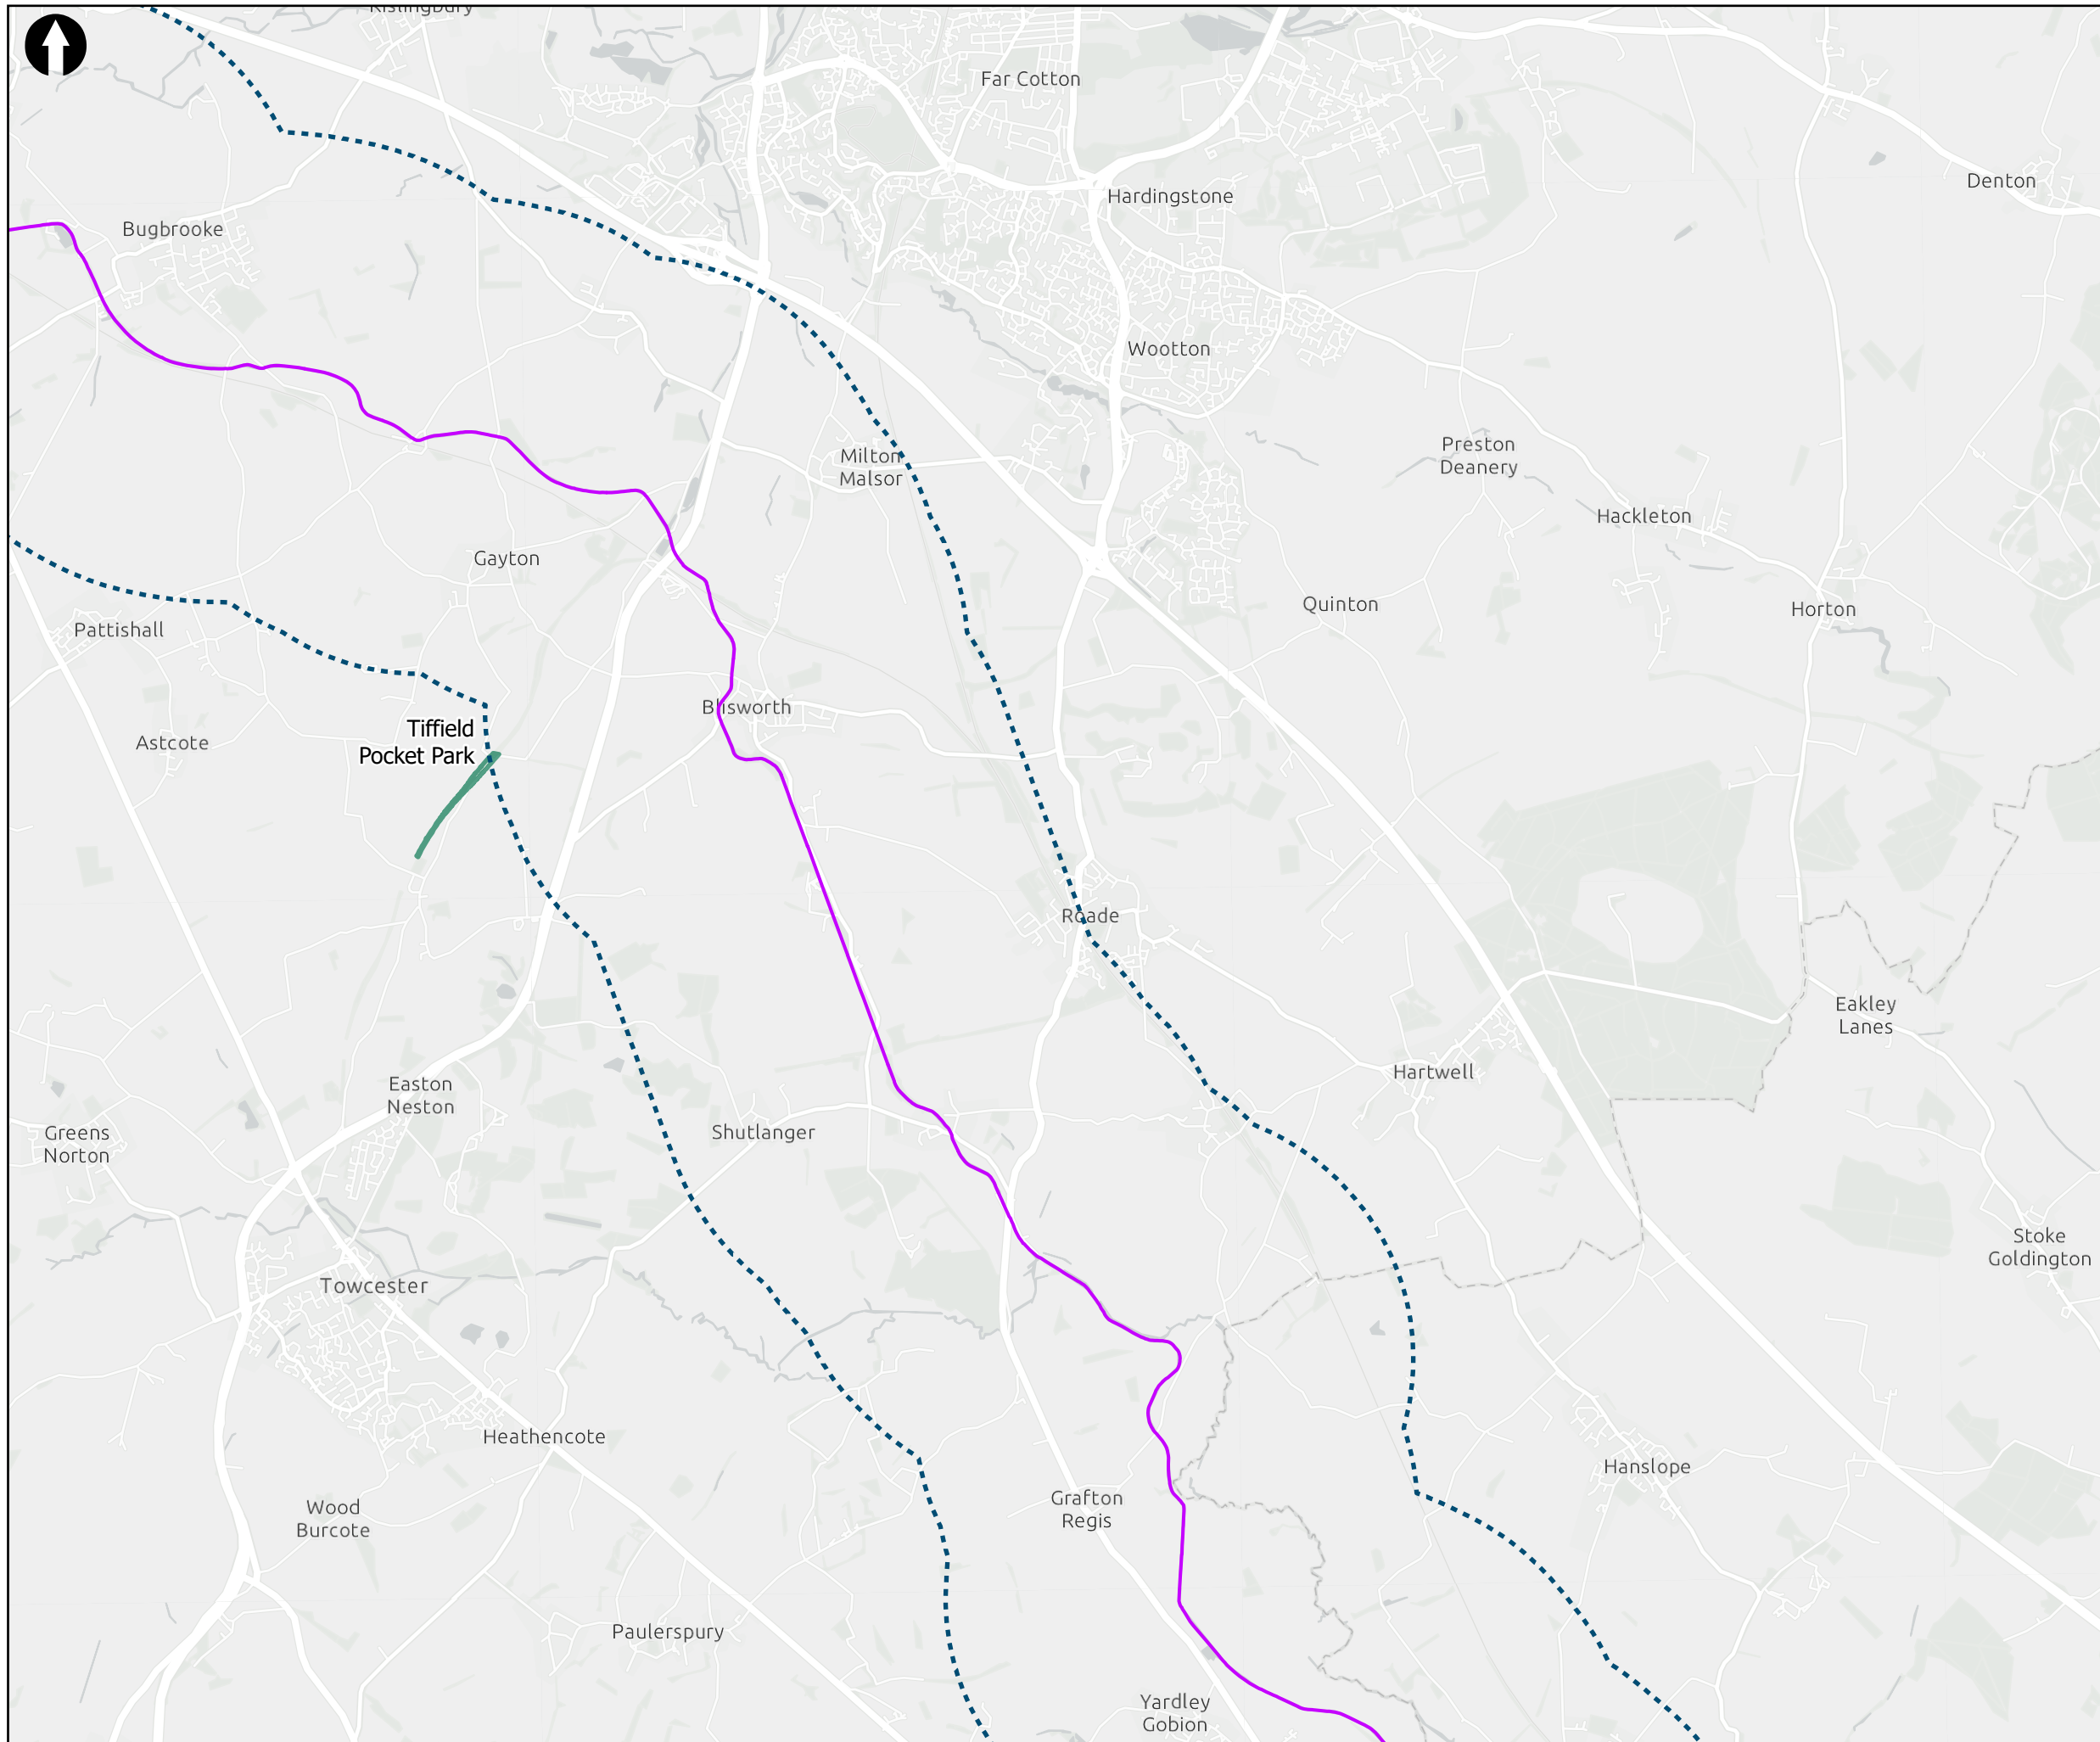 Kislingbury
Far Cotton
Denton
Hardingstone
Bugbrooke
Wootton
Preston
Deanery
Milton
Malsor
Hackleton
Gayton
Quinton
Horton
Pattishall
Blisworth
Tiffield
Pocket Park
Astcote
Roade
Eakley
Lanes
Hartwell
Easton
Neston
Greens
Norton
Shutlanger
Stoke
Goldington
Towcester
Heathencote
Hanslope
Grafton
Regis
Wood
Burcote
Paulerspury
Yardley
Gobion